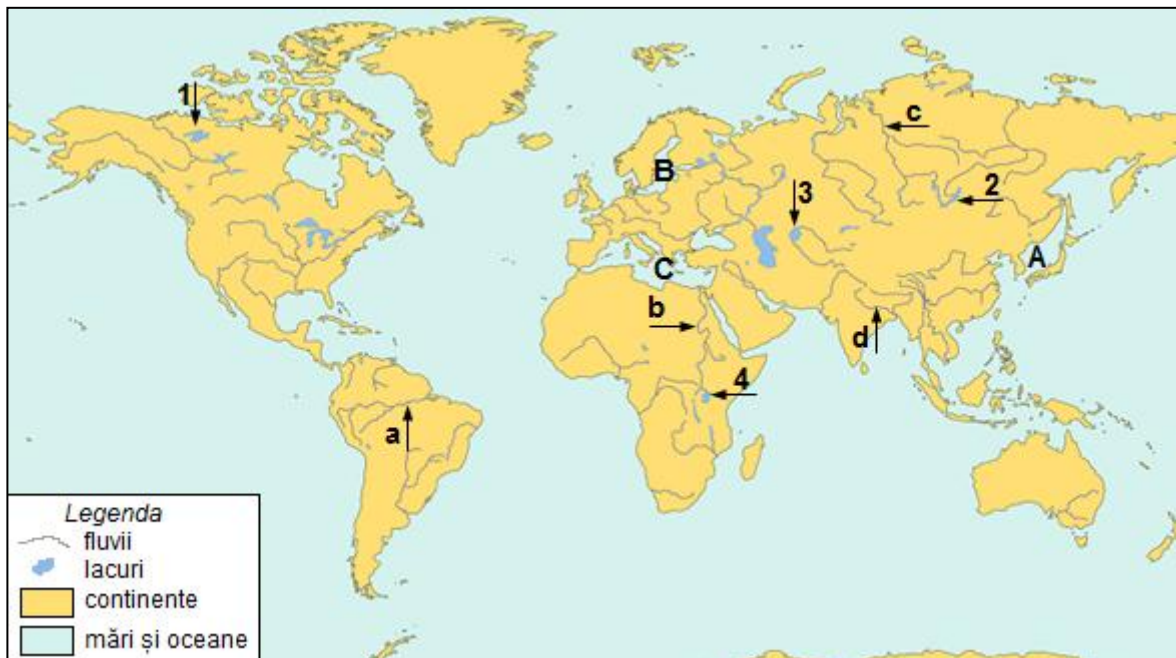 1
c
B
3
2
A
C
b
d
4
a
Legenda
fluvii
lacuri
continente
mări și oceane